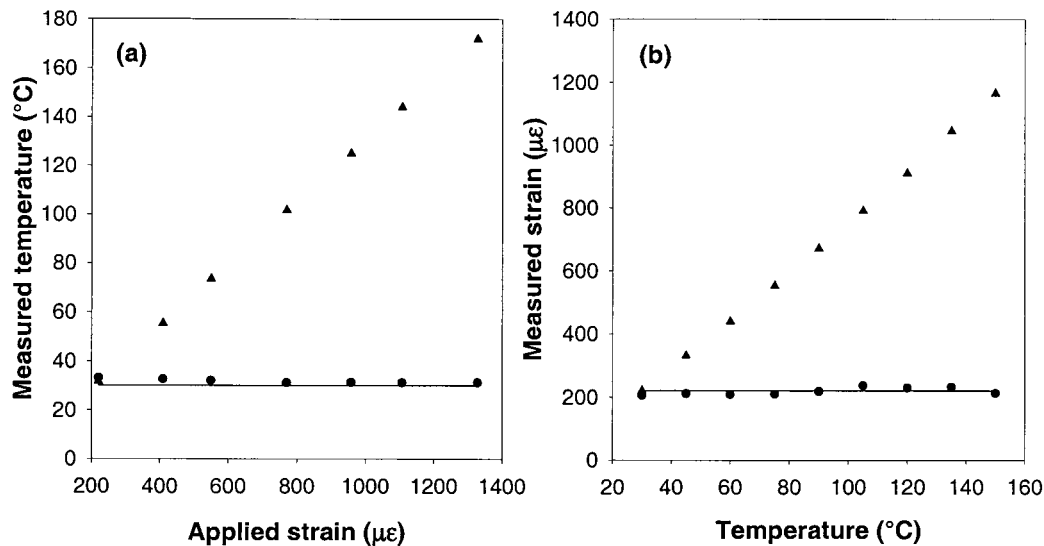 (a)
Measured temperature (°C)
180
160
140
120
100
80
60
40
20
0
200 400 600 800 1000 1200 1400
Applied strain (με)
(b)
Measured strain (με)
1400
1200
1000
800
600
400
200
0
20 40 60 80 100 120 140 160
Temperature (°C)